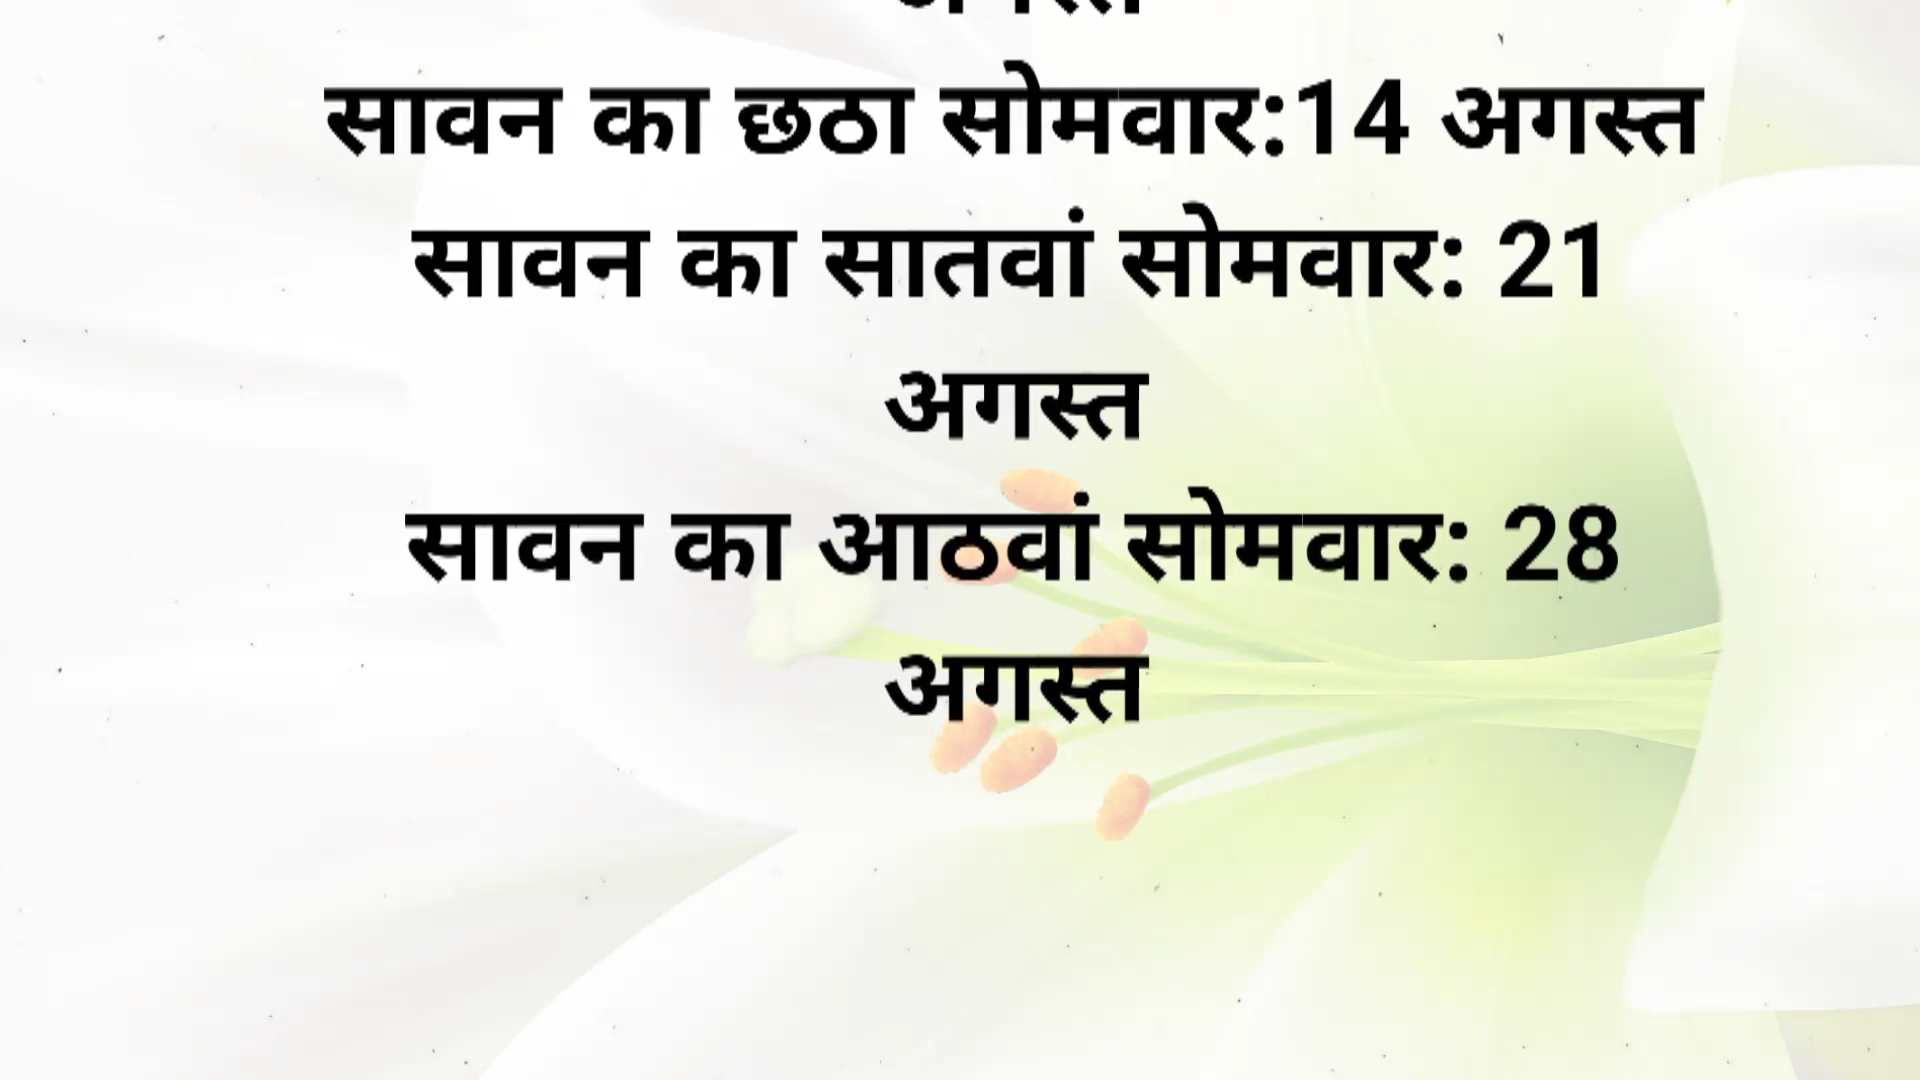 सावन का छठा सोमवार:14 अगस्त
सावन का सातवां सोमवार: 21
अगस्त
सावन का आठवां सोमवार: 28
अगस्त